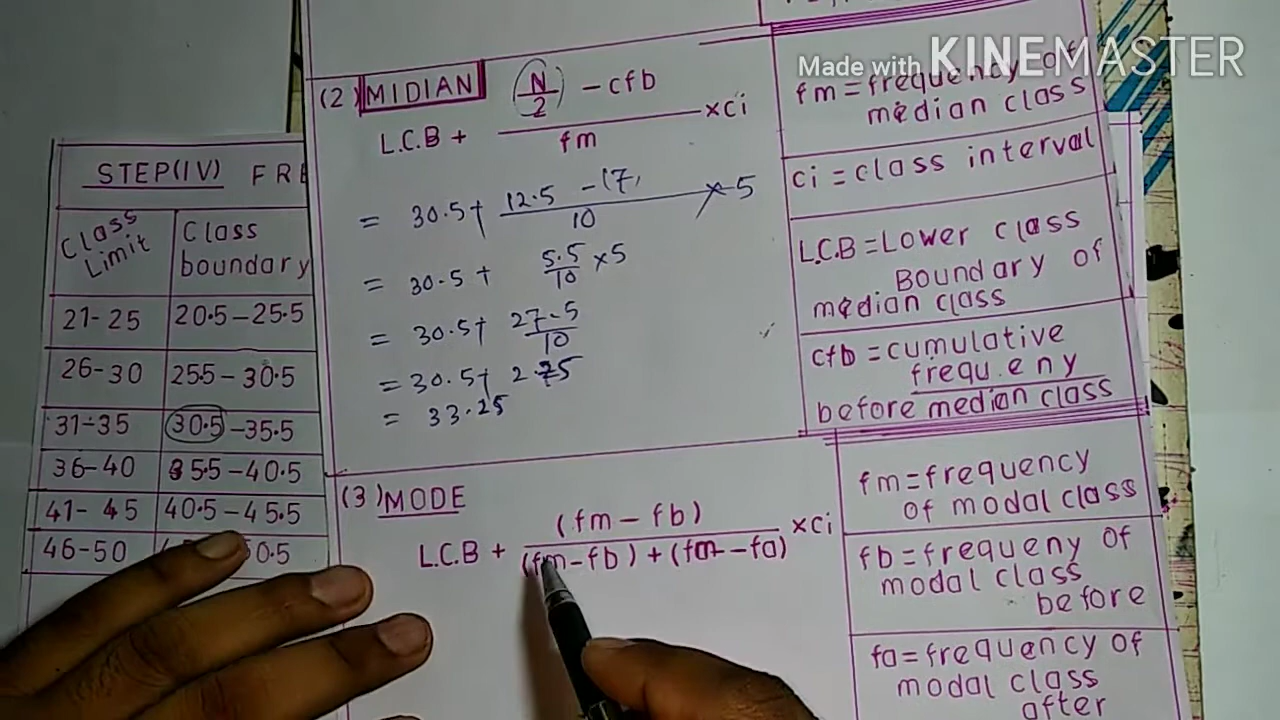 Made with KINEMASTER
(2) MIDIAN
L.C.B + (N/2) - cfb / fm × ci
= 30.5 + 12.5 - 17 / 10 × 5
= 30.5 + 5.5/10 × 5
= 30.5 + 27.5/10
= 30.5 + 2.75
= 33.25
fm = frequency of
median class
ci = class interval
L.C.B = Lower class
Boundary of
median class
cfb = cumulative
frequ.eny
before median class
STEP(IV) FRE
Class Limit
Class boundary
21-25 20.5-25.5
26-30 255-30.5
31-35 30.5-35.5
36-40 35.5-40.5
41-45 40.5-45.5
46-50
(3) MODE
L.C.B + (fm - fb) / (fm - fb) + (fm - fa) × ci
fm = frequency
of modal class
fb = frequeny of
modal class
before
fa = frequency of
modal class
after